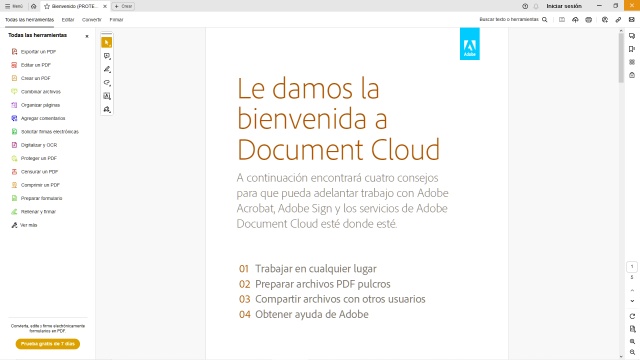 Menú
Bienvenido (PROTE...
Crear
Iniciar sesión
Todas las herramientas
Editar
Convertir
Firmar
Buscar texto o herramientas
Todas las herramientas
Exportar un PDF
Editar un PDF
Crear un PDF
Combinar archivos
Organizar páginas
Agregar comentarios
Solicitar firmas electrónicas
Digitalizar y OCR
Proteger un PDF
Censurar un PDF
Comprimir un PDF
Preparar formulario
Rellenar y firmar
Ver más
Convierta, edite y firme electrónicamente
formularios en PDF
Prueba gratis de 7 días
Adobe
Le damos la
bienvenida a
Document Cloud
A continuación encontrará cuatro consejos
para que pueda adelantar trabajo con Adobe
Acrobat, Adobe Sign y los servicios de Adobe
Document Cloud esté donde esté.
01 Trabajar en cualquier lugar
02 Preparar archivos PDF pulcros
03 Compartir archivos con otros usuarios
04 Obtener ayuda de Adobe
1
5